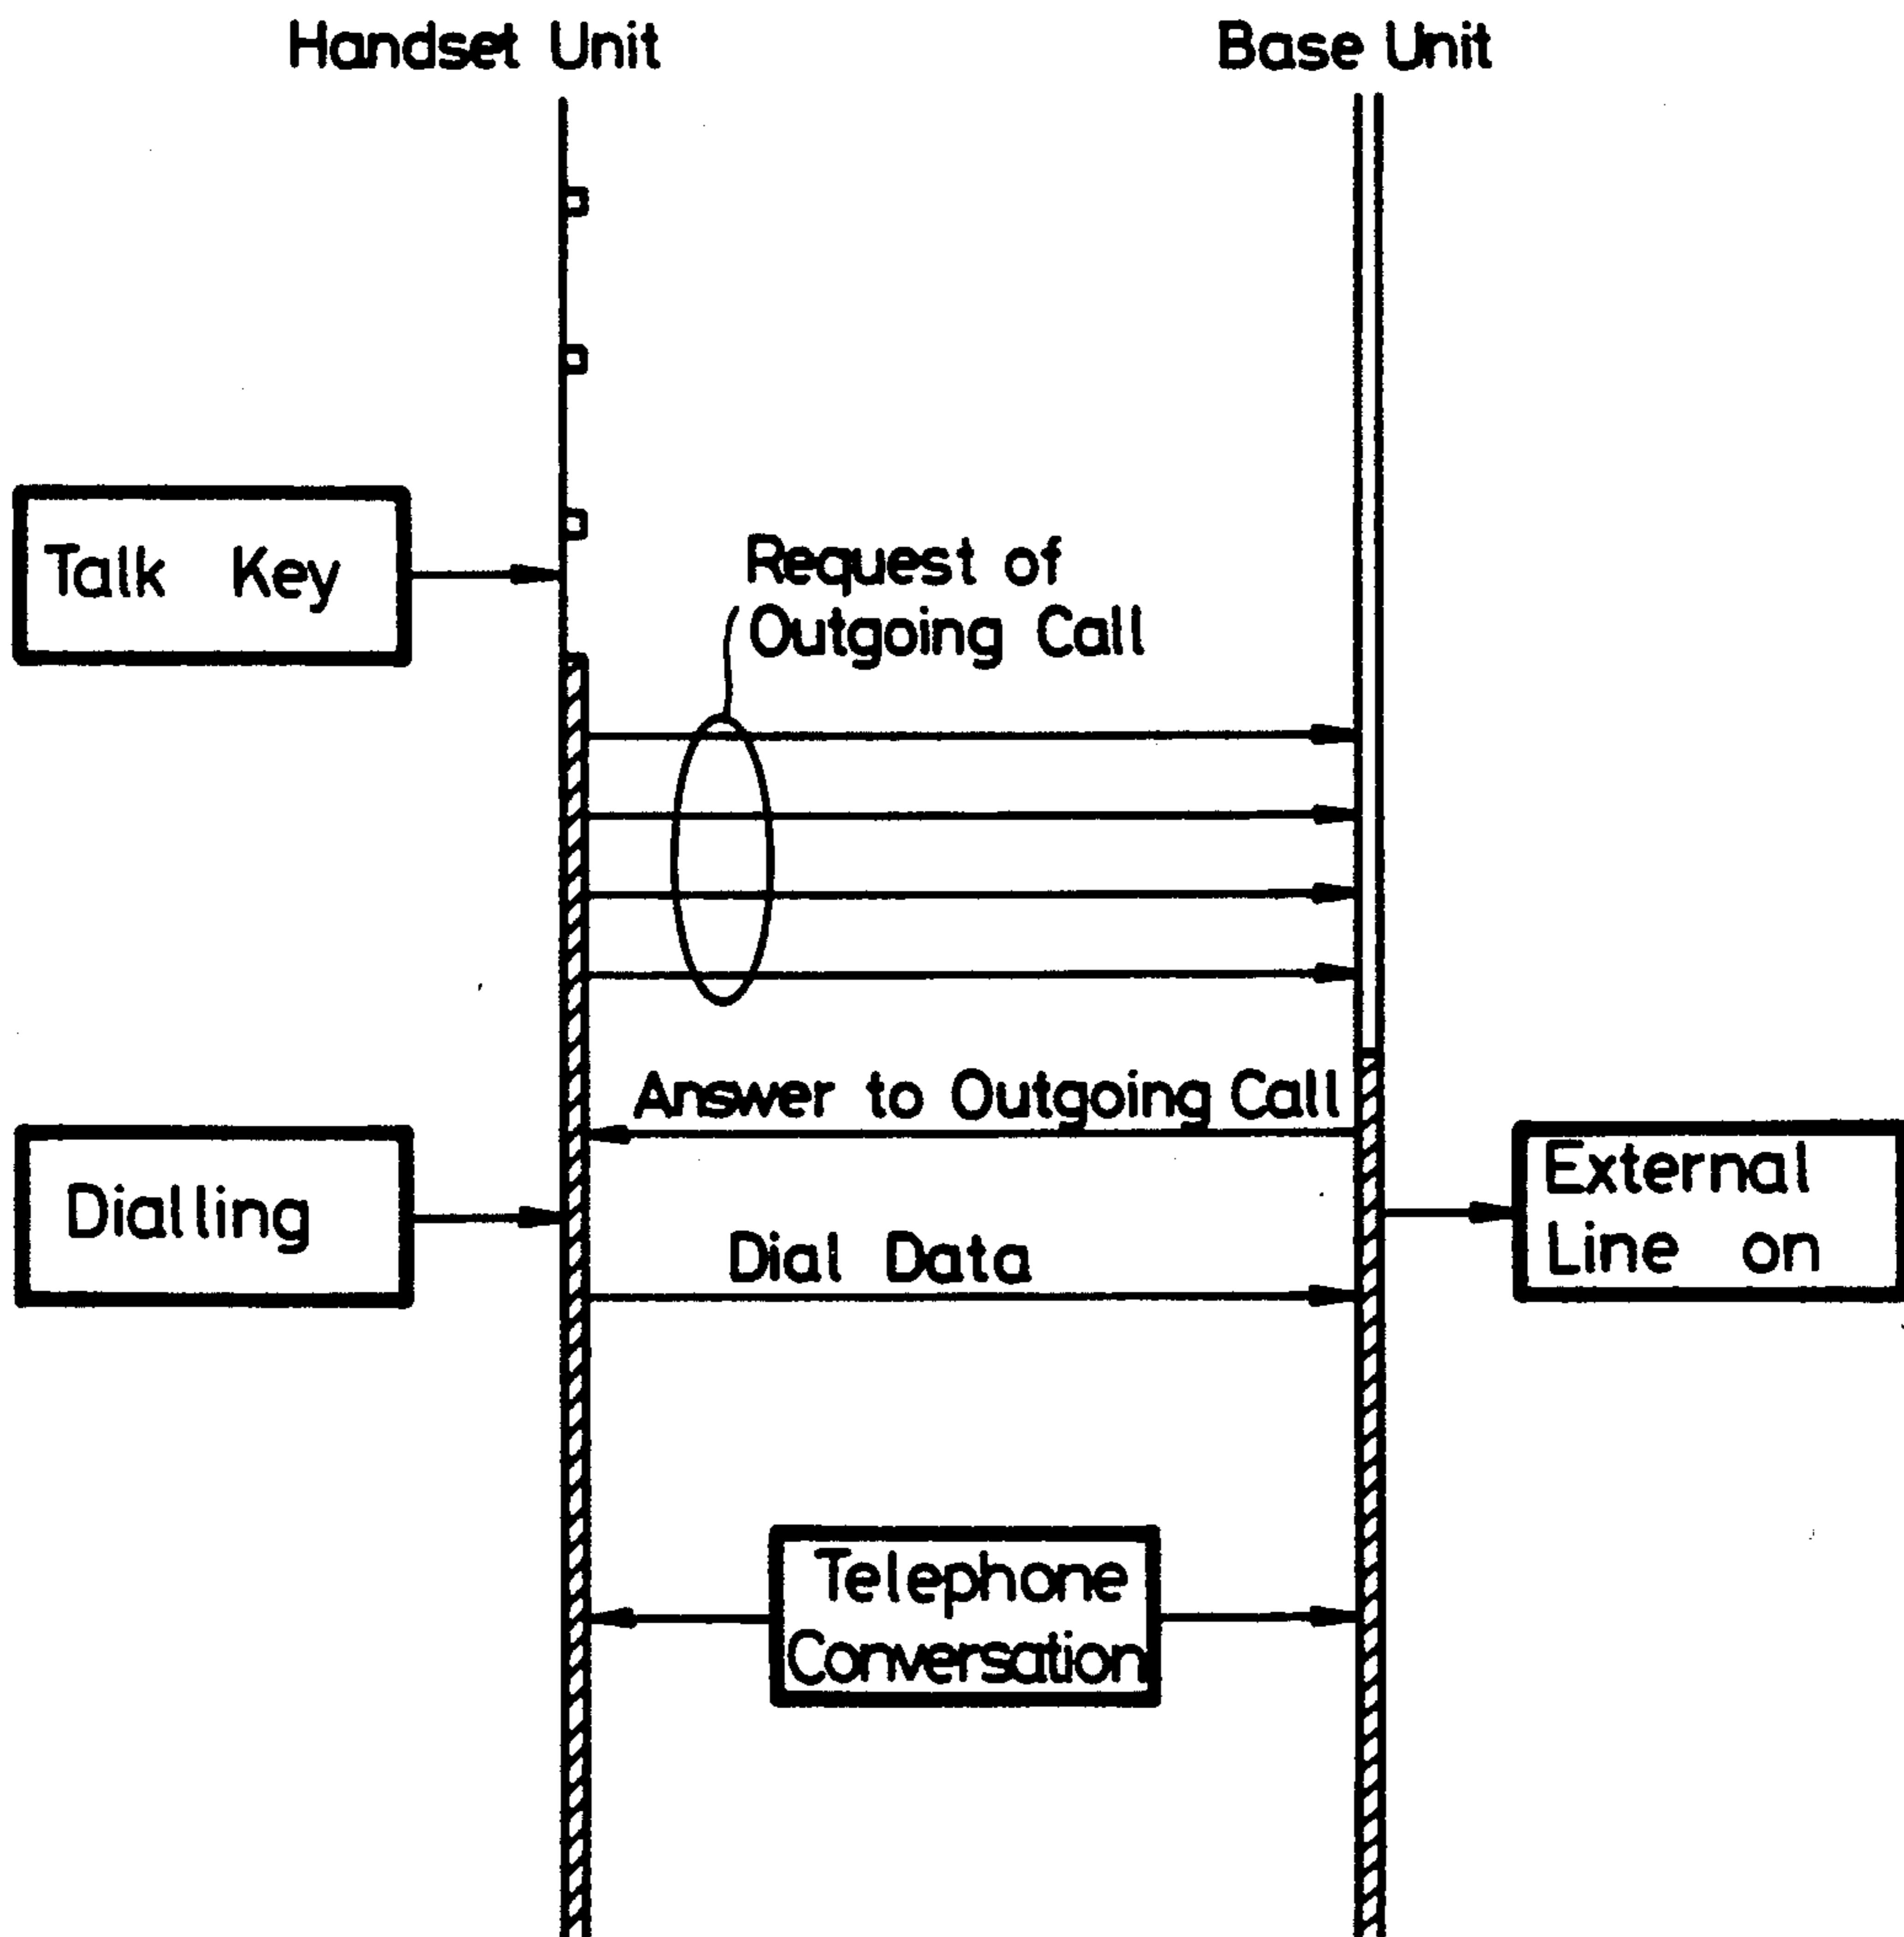 Handset Unit
Base Unit
Talk Key
Request of
Outgoing Call
Answer to Outgoing Call
Dialling
External
Line on
Dial Data
Telephone
Conversation